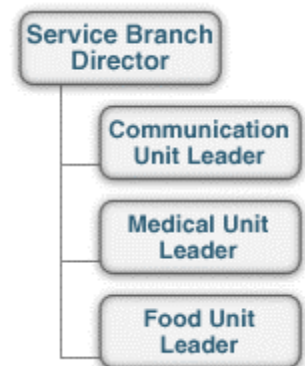 Service Branch
Director
Communication
Unit Leader
Medical Unit
Leader
Food Unit
Leader